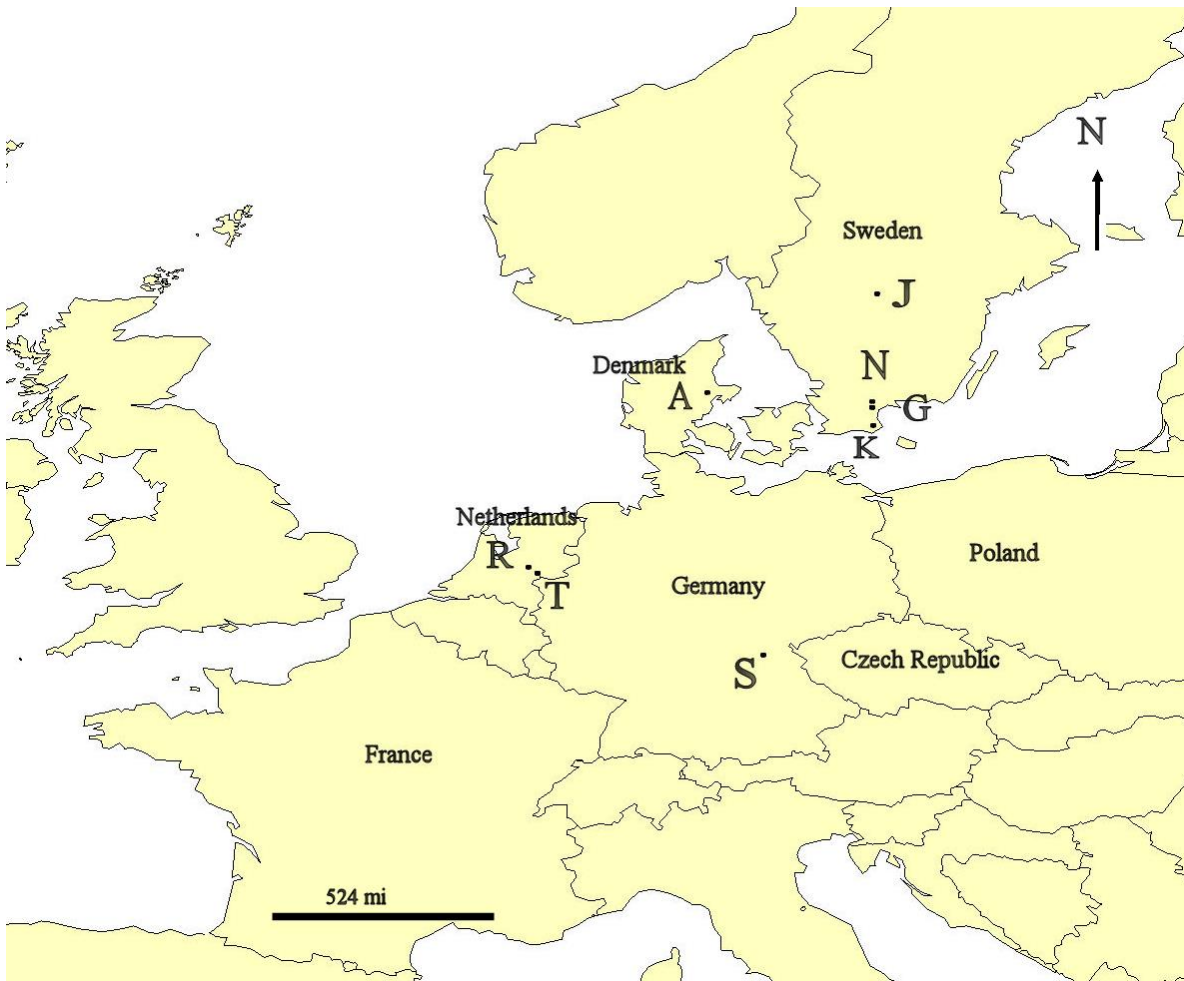 N
Sweden
J
Denmark
N
A
G
K
Netherlands
R
Poland
T
Germany
Czech Republic
S
France
524 mi